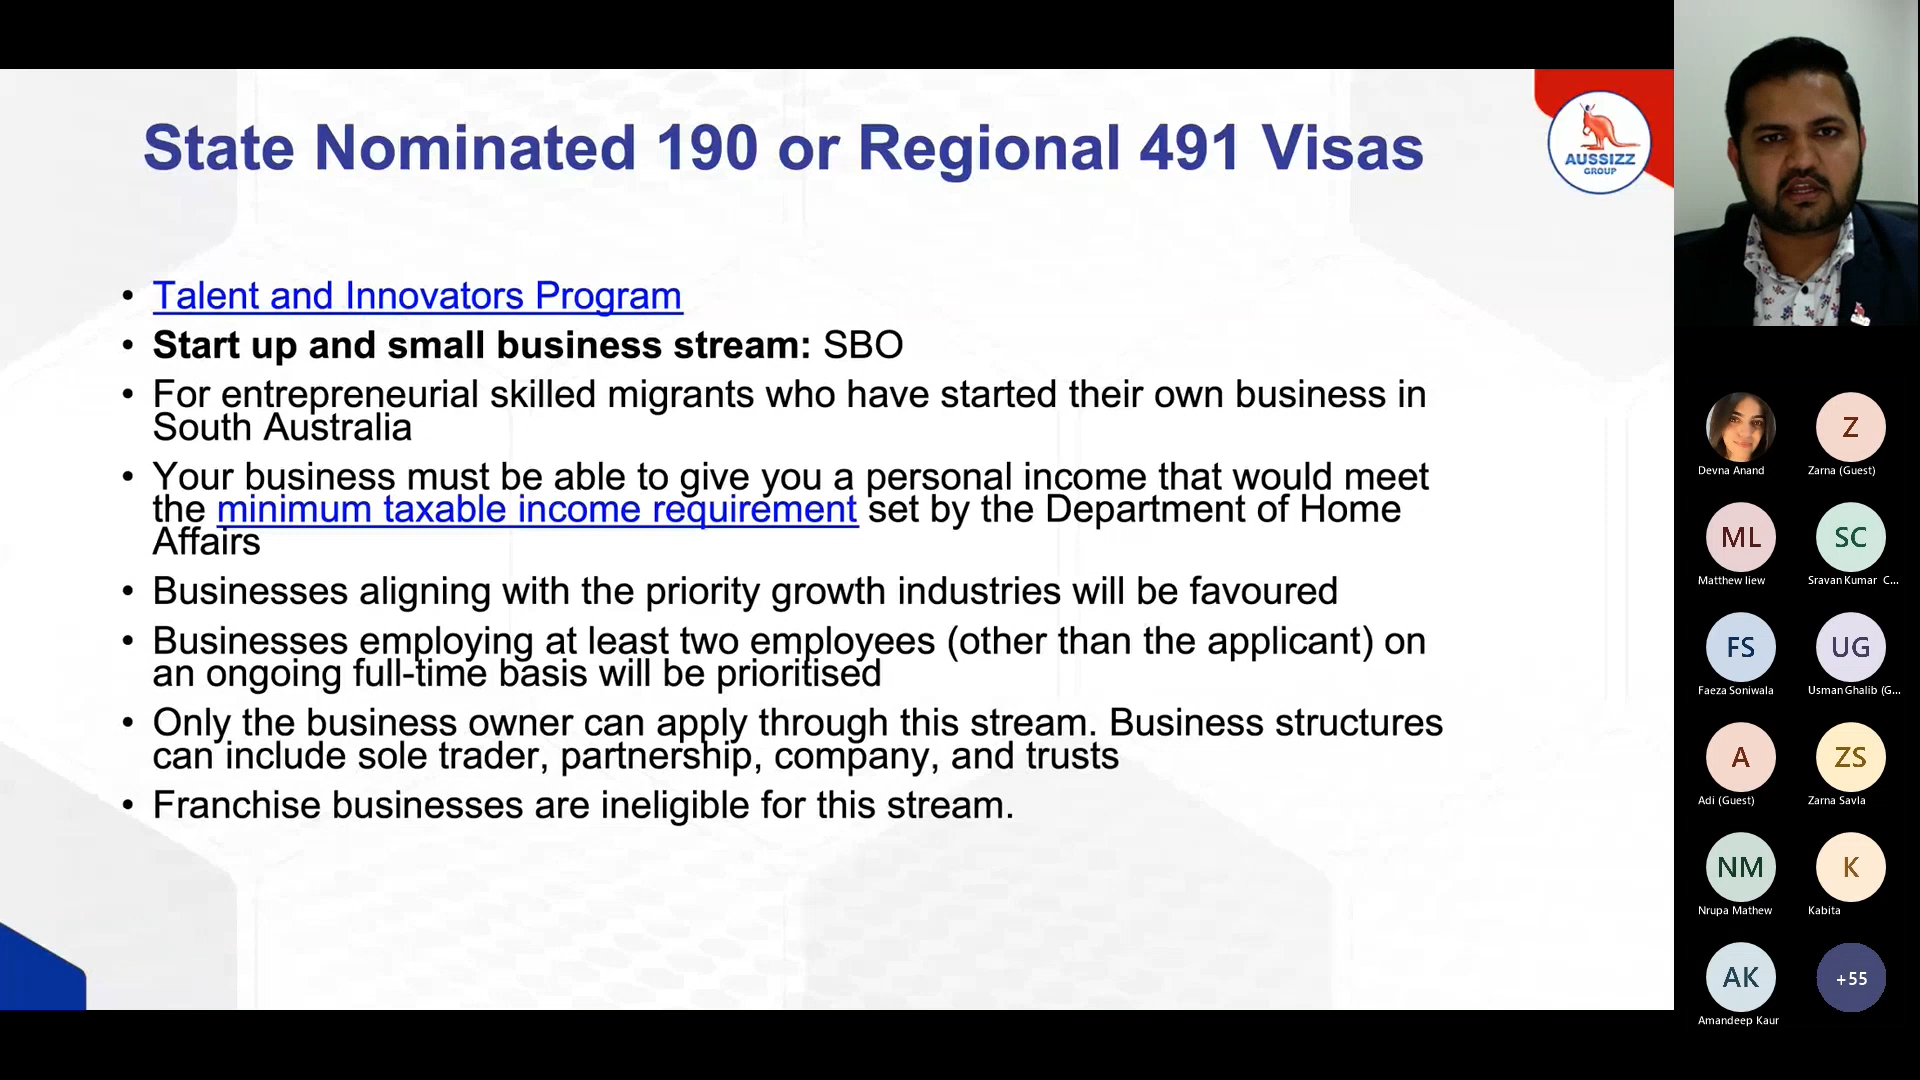 State Nominated 190 or Regional 491 Visas
AUSSIZZ
GROUP
• Talent and Innovators Program
• Start up and small business stream: SBO
• For entrepreneurial skilled migrants who have started their own business in
South Australia
• Your business must be able to give you a personal income that would meet
the minimum taxable income requirement set by the Department of Home
Affairs
• Businesses aligning with the priority growth industries will be favoured
• Businesses employing at least two employees (other than the applicant) on
an ongoing full-time basis will be prioritised
• Only the business owner can apply through this stream. Business structures
can include sole trader, partnership, company, and trusts
• Franchise businesses are ineligible for this stream.
Devna Anand
Z
Zarna (Guest)
ML
Matthew liew
SC
Sravan Kumar C...
FS
Faeza Soniwala
UG
Usman Ghalib (G...
A
Adi (Guest)
ZS
Zarna Savla
NM
Nrupa Mathew
K
Kabita
AK
Amandeep Kaur
+55